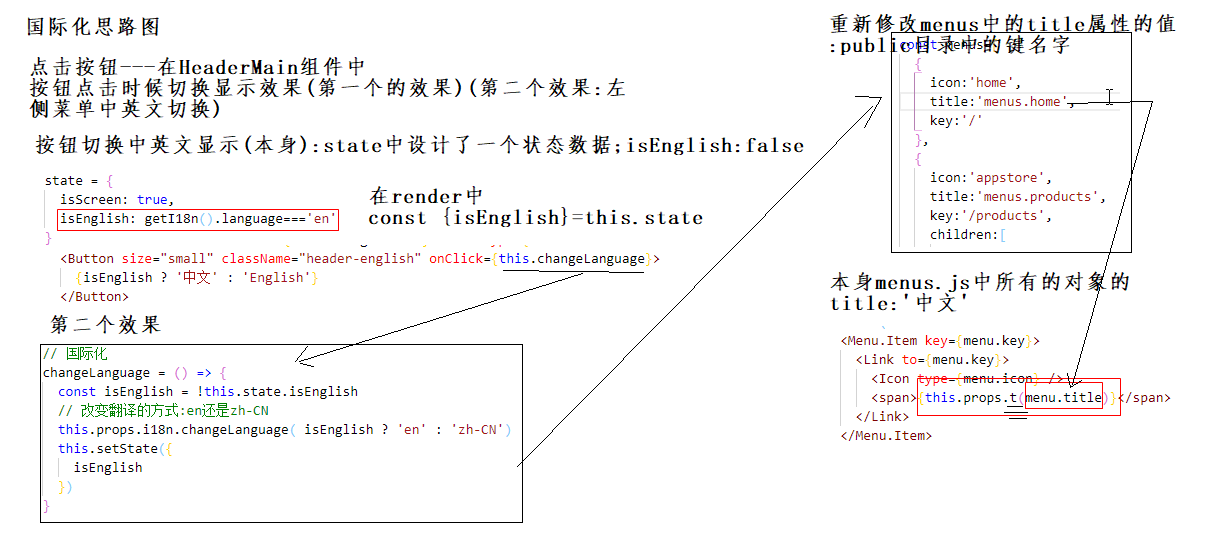 国际化思路图
点击按钮---在HeaderMain组件中
按钮点击时候切换显示效果(第一个的效果)(第二个效果:左
侧菜单中英文切换)
按钮切换中英文显示(本身):state中设计了一个状态数据;isEnglish:false
state = {
isScreen: true,
isEnglish: getI18n().language==='en'
}
在render中
const {isEnglish}=this.state
<Button size="small" className="header-english" onClick={this.changeLanguage}>
{isEnglish ? '中文' : 'English'}
</Button>
第二个效果
// 国际化
changeLanguage = () => {
const isEnglish = !this.state.isEnglish
// 改变翻译的方式:en还是zh-CN
this.props.i18n.changeLanguage( isEnglish ? 'en' : 'zh-CN')
this.setState({
isEnglish
})
}
重新修改menus中的title属性的值
:public目录中的键名字
{
icon:'home',
title:'menus.home',
key:'/'
},
{
icon:'appstore',
title:'menus.products',
key:'/products',
children:[
本身menus.js中所有的对象的
title:'中文'
<Menu.Item key={menu.key}>
<Link to={menu.key}>
<Icon type={menu.icon} />
<span>{this.props.t(menu.title)}</span>
</Link>
</Menu.Item>